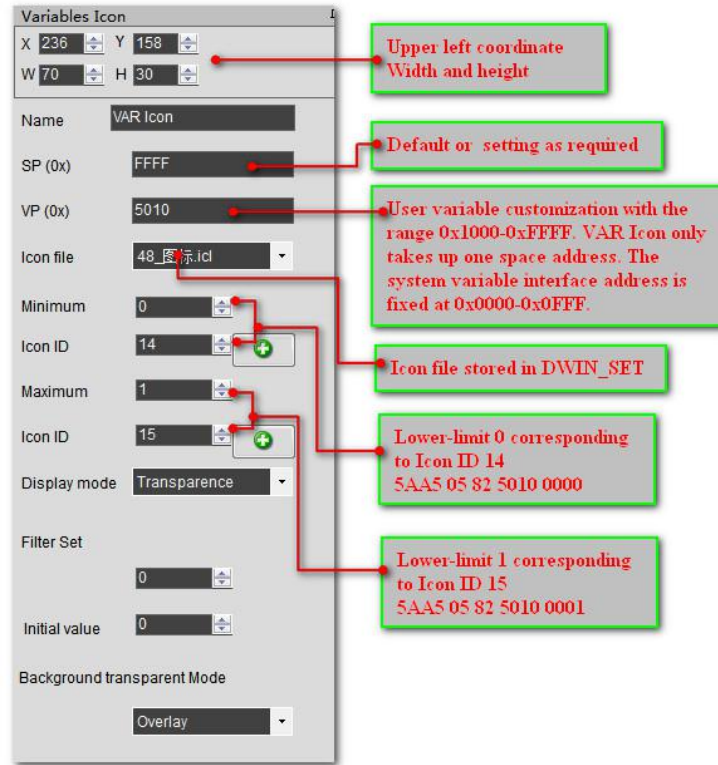 Variables Icon
X 236 Y 158
W 70 H 30
Name VAR Icon
SP (0x) FFFF
VP (0x) 5010
Icon file 48_图标.icl
Minimum 0
Icon ID 14
Maximum 1
Icon ID 15
Display mode Transparence
Filter Set
0
Initial value 0
Background transparent Mode
Overlay
Upper left coordinate
Width and height
Default or setting as required
User variable customization with the
range 0x1000-0xFFFF. VAR Icon only
takes up one space address. The
system variable interface address is
fixed at 0x0000-0x0FFF.
Icon file stored in DWIN_SET
Lower-limit 0 corresponding
to Icon ID 14
5AA5 05 82 5010 0000
Lower-limit 1 corresponding
to Icon ID 15
5AA5 05 82 5010 0001